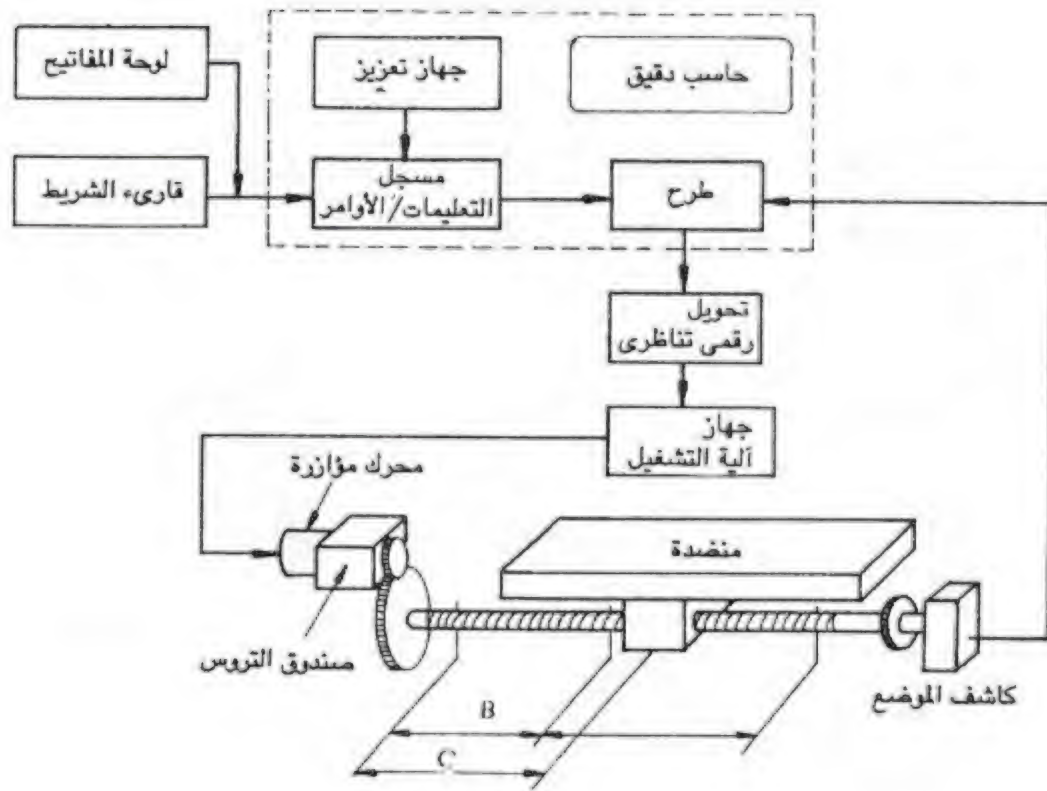 لوحة المفاتيح
جهاز تعزيز
حاسب دقيق
قارىء الشريط
مسجل
التعليمات/الأوامر
طرح
تحويل
رقمى تناظرى
جهاز
آلية التشغيل
محرك مؤازرة
منضدة
صندوق التروس
كاشف الموضع
B
C